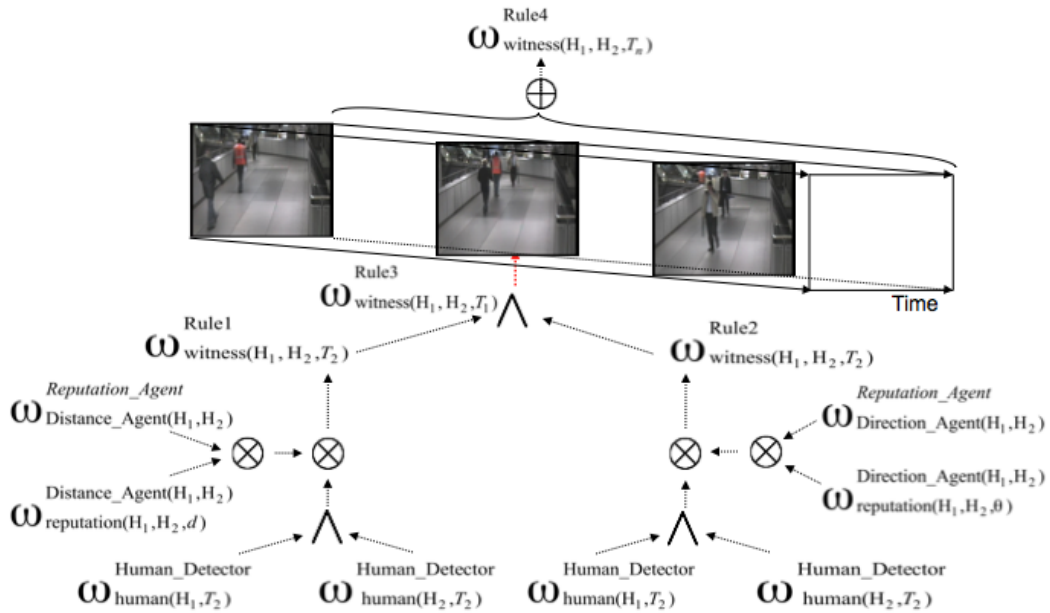 Rule4
ω witness(H₁, H₂, Tₙ)
⊕
Time
Rule3
ω witness(H₁, H₂, T₁)
∧
Rule1
ω witness(H₁, H₂, T₂)
Rule2
ω witness(H₁, H₂, T₂)
Reputation_Agent
ω Distance_Agent(H₁,H₂)
Reputation_Agent
ω Direction_Agent(H₁,H₂)
⊗ ⊗
⊗ ⊗
Distance_Agent(H₁,H₂)
ω reputation(H₁,H₂,d)
Direction_Agent(H₁,H₂)
ω reputation(H₁,H₂,θ)
∧
∧
Human_Detector
ω human(H₁,T₂)
Human_Detector
ω human(H₂,T₂)
Human_Detector
ω human(H₁,T₂)
Human_Detector
ω human(H₂,T₂)